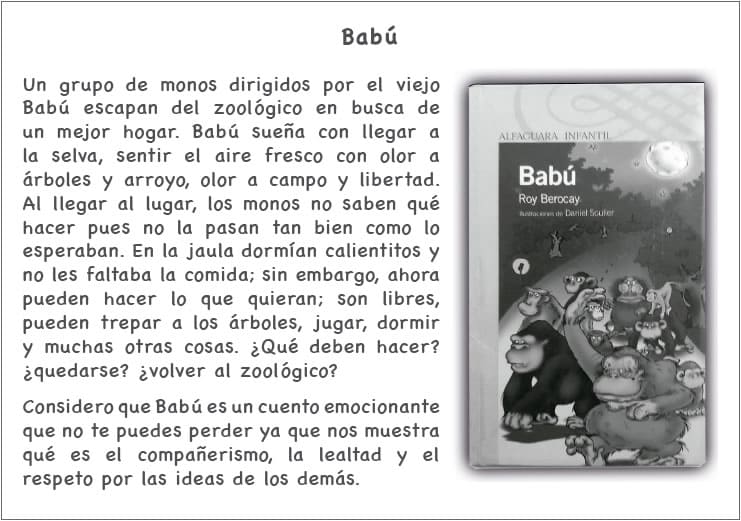 Babú
Un grupo de monos dirigidos por el viejo
Babú escapan del zoológico en busca de
un mejor hogar. Babú sueña con llegar a
la selva, sentir el aire fresco con olor a
árboles y arroyo, olor a campo y libertad.
Al llegar al lugar, los monos no saben qué
hacer pues no la pasan tan bien como lo
esperaban. En la jaula dormían calientitos y
no les faltaba la comida; sin embargo, ahora
pueden hacer lo que quieran; son libres,
pueden trepar a los árboles, jugar, dormir
y muchas otras cosas. ¿Qué deben hacer?
¿quedarse? ¿volver al zoológico?
Considero que Babú es un cuento emocionante
que no te puedes perder ya que nos muestra
qué es el compañerismo, la lealtad y el
respeto por las ideas de los demás.
ALFAGUARA INFANTIL
Babú
Roy Berocay
Ilustraciones de Daniel Soulier